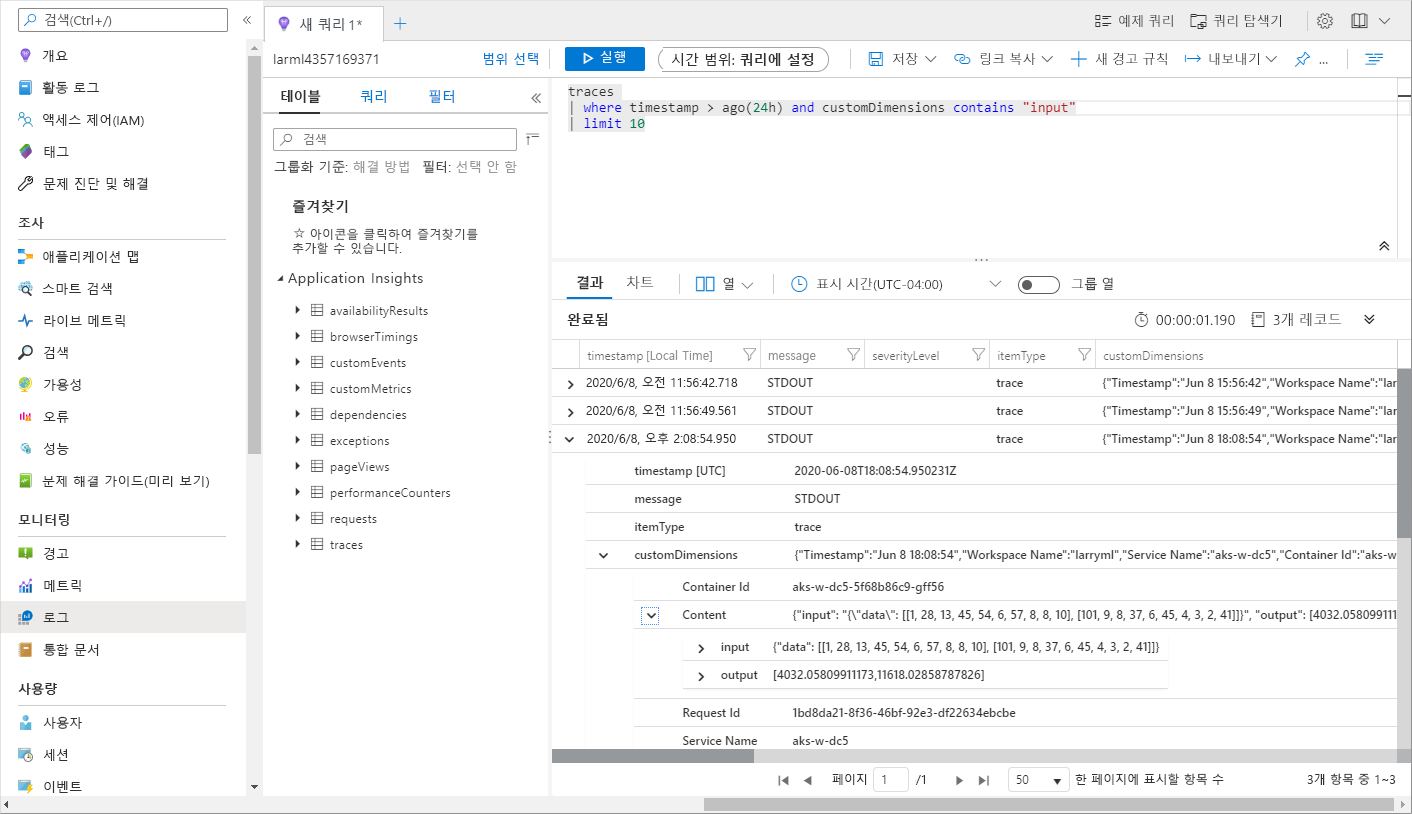 검색(Ctrl+/)
«
개요
활동 로그
액세스 제어(IAM)
태그
문제 진단 및 해결
조사
애플리케이션 맵
스마트 검색
라이브 메트릭
검색
가용성
오류
성능
문제 해결 가이드(미리 보기)
모니터링
경고
메트릭
로그
통합 문서
사용량
사용자
세션
이벤트
새 쿼리 1*
예제 쿼리 쿼리 탐색기
larml4357169371 범위 선택
실행 시간 범위: 쿼리에 설정 저장 링크 복사 새 경고 규칙 내보내기 ...
테이블 쿼리 필터 «
검색
그룹화 기준: 해결 방법 필터: 선택 안 함
즐겨찾기
☆ 아이콘을 클릭하여 즐겨찾기를
추가할 수 있습니다.
Application Insights
availabilityResults
browserTimings
customEvents
customMetrics
dependencies
exceptions
pageViews
performanceCounters
requests
traces
traces
| where timestamp > ago(24h) and customDimensions contains "input"
| limit 10
결과 차트 열 표시 시간(UTC-04:00) 그룹 열
완료됨 00:00:01.190 3개 레코드
timestamp [Local Time] message severityLevel itemType customDimensions
2020/6/8, 오전 11:56:42.718 STDOUT trace {"Timestamp":"Jun 8 15:56:42","Workspace Name":"lar
2020/6/8, 오전 11:56:49.561 STDOUT trace {"Timestamp":"Jun 8 15:56:49","Workspace Name":"lar
2020/6/8, 오후 2:08:54.950 STDOUT trace {"Timestamp":"Jun 8 18:08:54","Workspace Name":"lar
timestamp [UTC] 2020-06-08T18:08:54.950231Z
message STDOUT
itemType trace
customDimensions {"Timestamp":"Jun 8 18:08:54","Workspace Name":"larryml","Service Name":"aks-w-dc5","Container Id":"aks-w
Container Id aks-w-dc5-5f68b86c9-gff56
Content {"input": "{\"data\": [[1, 28, 13, 45, 54, 6, 57, 8, 8, 10], [101, 9, 8, 37, 6, 45, 4, 3, 2, 41]]}", "output": [4032.058099111
input {"data": [[1, 28, 13, 45, 54, 6, 57, 8, 8, 10], [101, 9, 8, 37, 6, 45, 4, 3, 2, 41]]}
output [4032.05809911173,11618.02858787826]
Request Id 1bd8da21-8f36-46bf-92e3-df22634ebcbe
Service Name aks-w-dc5
페이지 1 /1 50 한 페이지에 표시할 항목 수 3개 항목 중 1~3